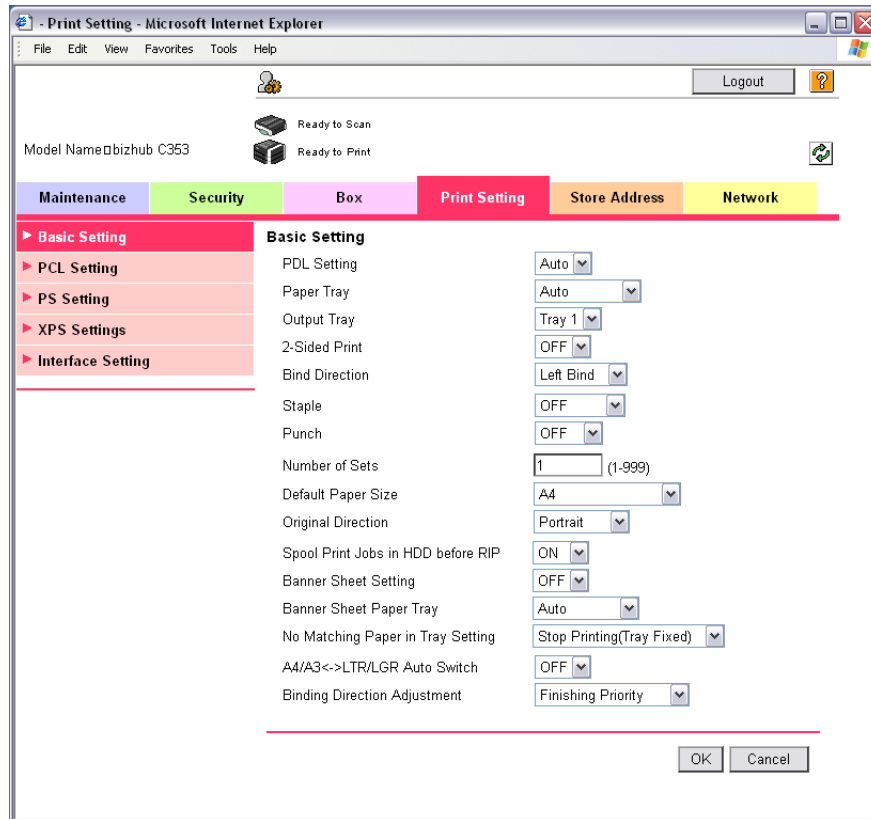 - Print Setting - Microsoft Internet Explorer
File Edit View Favorites Tools Help
Logout ?
Ready to Scan
Model Name□bizhub C353
Ready to Print
Maintenance Security Box Print Setting Store Address Network
Basic Setting
PCL Setting
PS Setting
XPS Settings
Interface Setting
Basic Setting
PDL Setting Auto
Paper Tray Auto
Output Tray Tray 1
2-Sided Print OFF
Bind Direction Left Bind
Staple OFF
Punch OFF
Number of Sets 1 (1-999)
Default Paper Size A4
Original Direction Portrait
Spool Print Jobs in HDD before RIP ON
Banner Sheet Setting OFF
Banner Sheet Paper Tray Auto
No Matching Paper in Tray Setting Stop Printing(Tray Fixed)
A4/A3<->LTR/LGR Auto Switch OFF
Binding Direction Adjustment Finishing Priority
OK Cancel